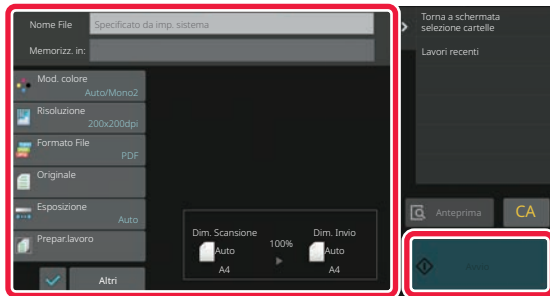 Nome File
Specificato da imp. sistema
Memorizz. in:
Mod. colore
Auto/Mono2
Risoluzione
200x200dpi
Formato File
PDF
Originale
Esposizione
Auto
Prepar.lavoro
Altri
Dim. Scansione
100%
Dim. Invio
Auto
Auto
A4
A4
Torna a schermata
selezione cartelle
Lavori recenti
Anteprima
CA
Avvio